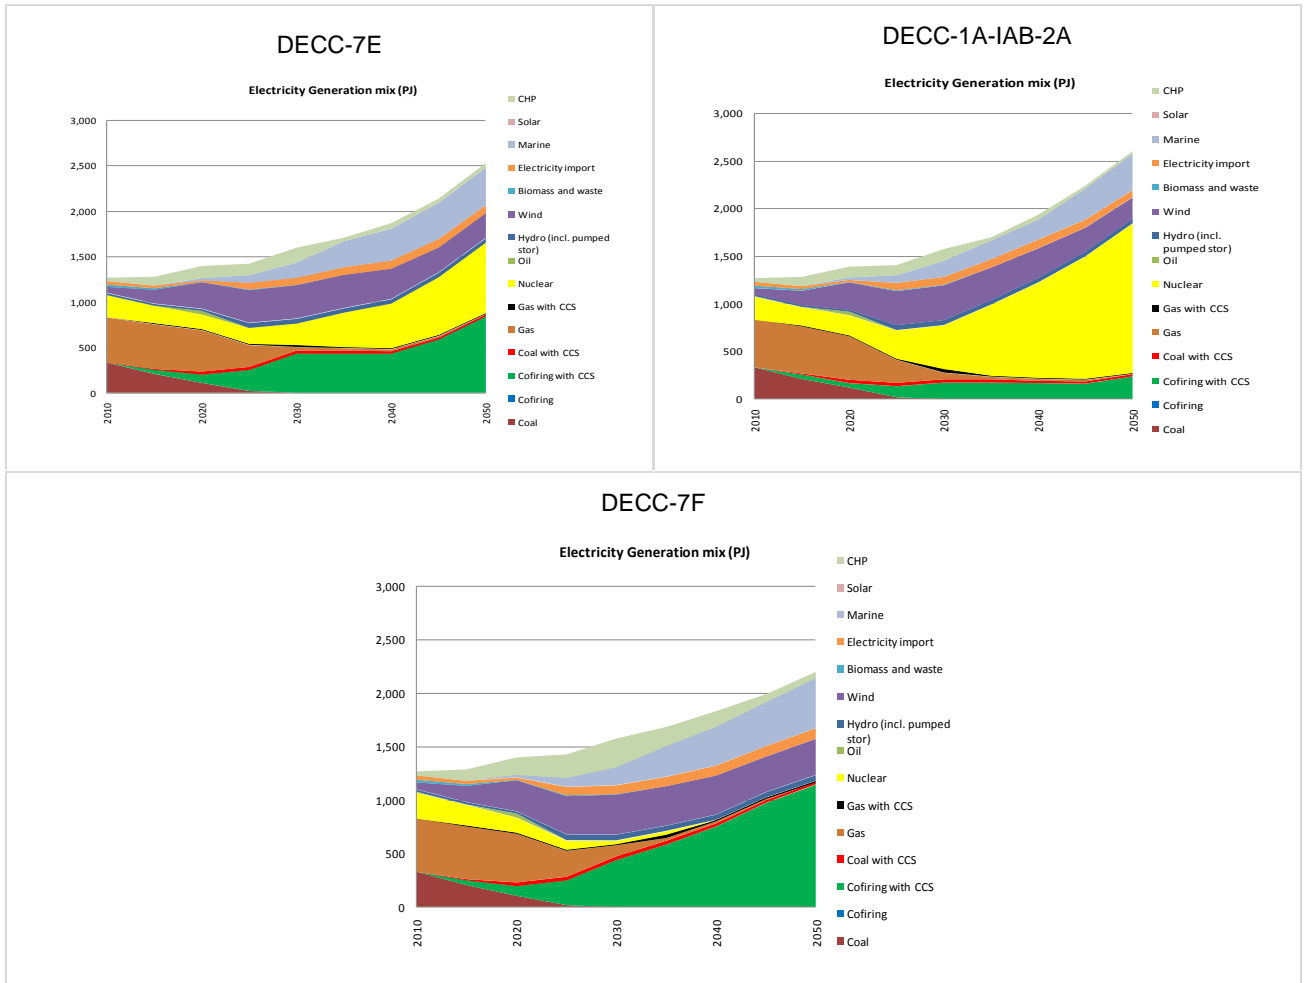 DECC-7E
Electricity Generation mix (PJ)
3,000
2,500
2,000
1,500
1,000
500
0
2010
2020
2030
2040
2050
CHP
Solar
Marine
Electricity import
Biomass and waste
Wind
Hydro (incl. pumped
stor)
Oil
Nuclear
Gas with CCS
Gas
Coal with CCS
Cofiring with CCS
Cofiring
Coal
DECC-1A-IAB-2A
Electricity Generation mix (PJ)
3,000
2,500
2,000
1,500
1,000
500
0
2010
2020
2030
2040
2050
CHP
Solar
Marine
Electricity import
Biomass and waste
Wind
Hydro (incl.
pumped stor)
Oil
Nuclear
Gas with CCS
Gas
Coal with CCS
Cofiring with CCS
Cofiring
Coal
DECC-7F
Electricity Generation mix (PJ)
3,000
2,500
2,000
1,500
1,000
500
0
2010
2020
2030
2040
2050
CHP
Solar
Marine
Electricity import
Biomass and waste
Wind
Hydro (incl. pumped
stor)
Oil
Nuclear
Gas with CCS
Gas
Coal with CCS
Cofiring with CCS
Cofiring
Coal